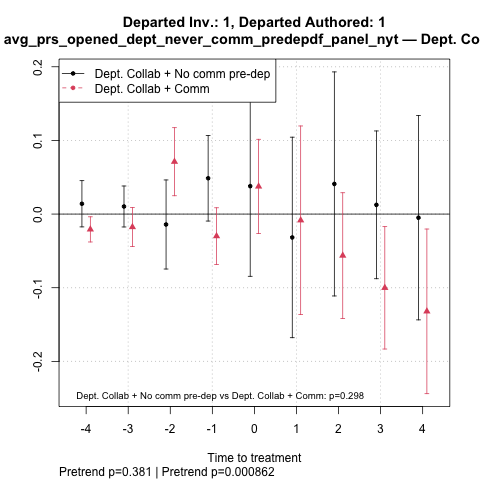 Departed Inv.: 1, Departed Authored: 1
avg_prs_opened_dept_never_comm_predepdf_panel_nyt — Dept. Co
Dept. Collab + No comm pre-dep
Dept. Collab + Comm
0.2
0.1
0.0
-0.1
-0.2
Dept. Collab + No comm pre-dep vs Dept. Collab + Comm: p=0.298
-4 -3 -2 -1 0 1 2 3 4
Time to treatment
Pretrend p=0.381 | Pretrend p=0.000862